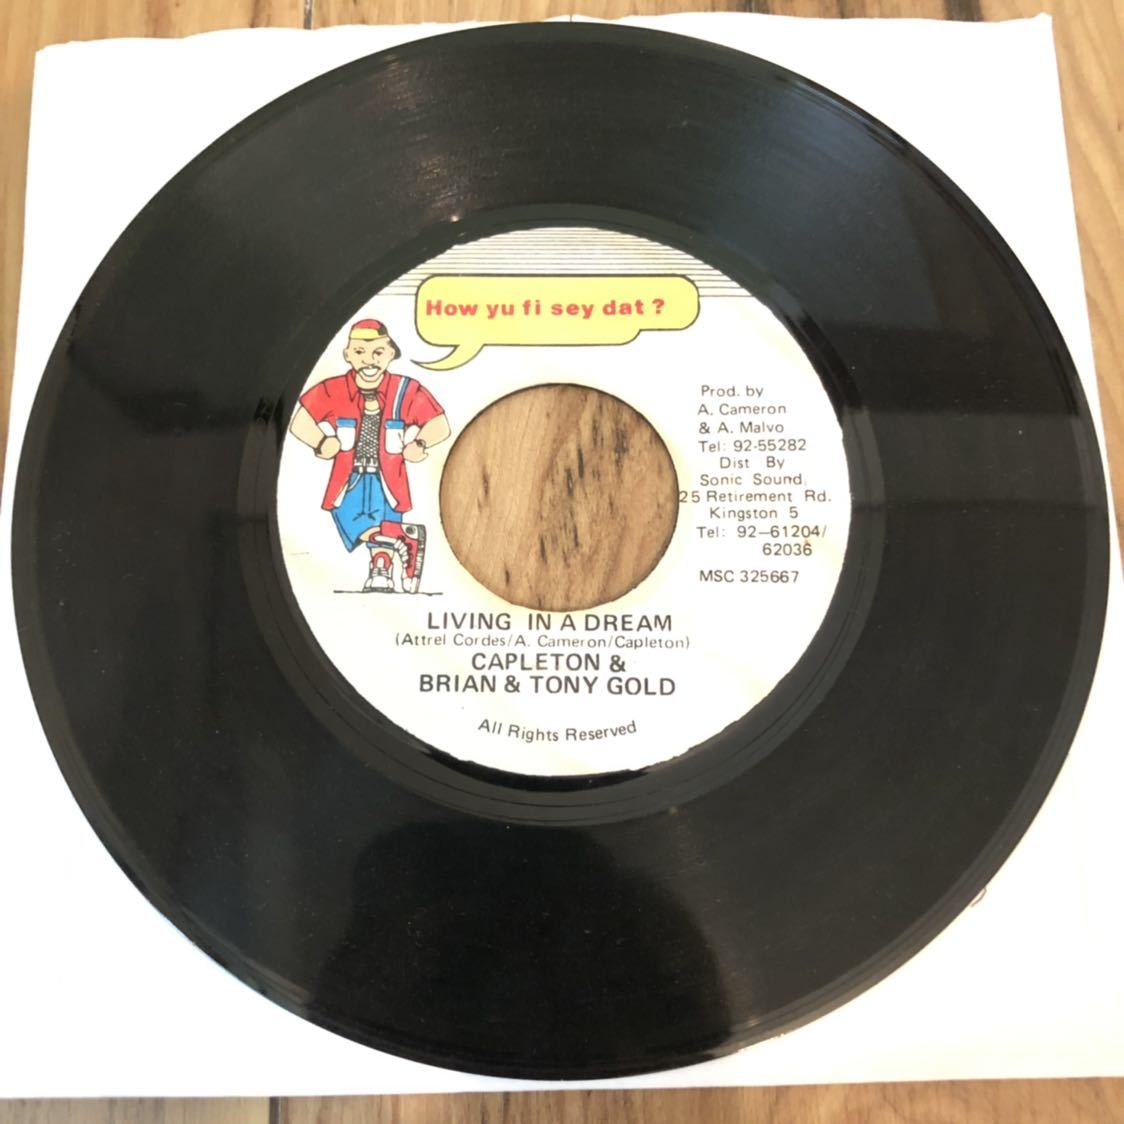 How yu fi sey dat ?
Prod. by
A. Cameron
& A. Malvo
Tel: 92-55282
Dist By
Sonic Sound,
25 Retirement Rd.
Kingston 5
Tel: 92-61204/
62036
MSC 325667
LIVING IN A DREAM
(Attrel Cordes/A. Cameron/Capleton)
CAPLETON &
BRIAN & TONY GOLD
All Rights Reserved